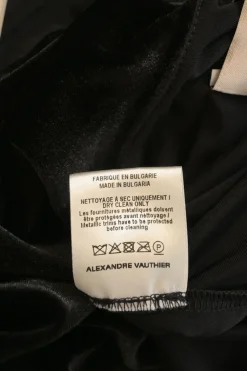 FABRIQUE EN BULGARIE
MADE IN BULGARIA
NETTOYAGE À SEC UNIQUEMENT /
DRY CLEAN ONLY
Les fournitures métalliques doivent
être protégées avant nettoyage /
Metallic trims have to be protected
before cleaning
ALEXANDRE VAUTHIER